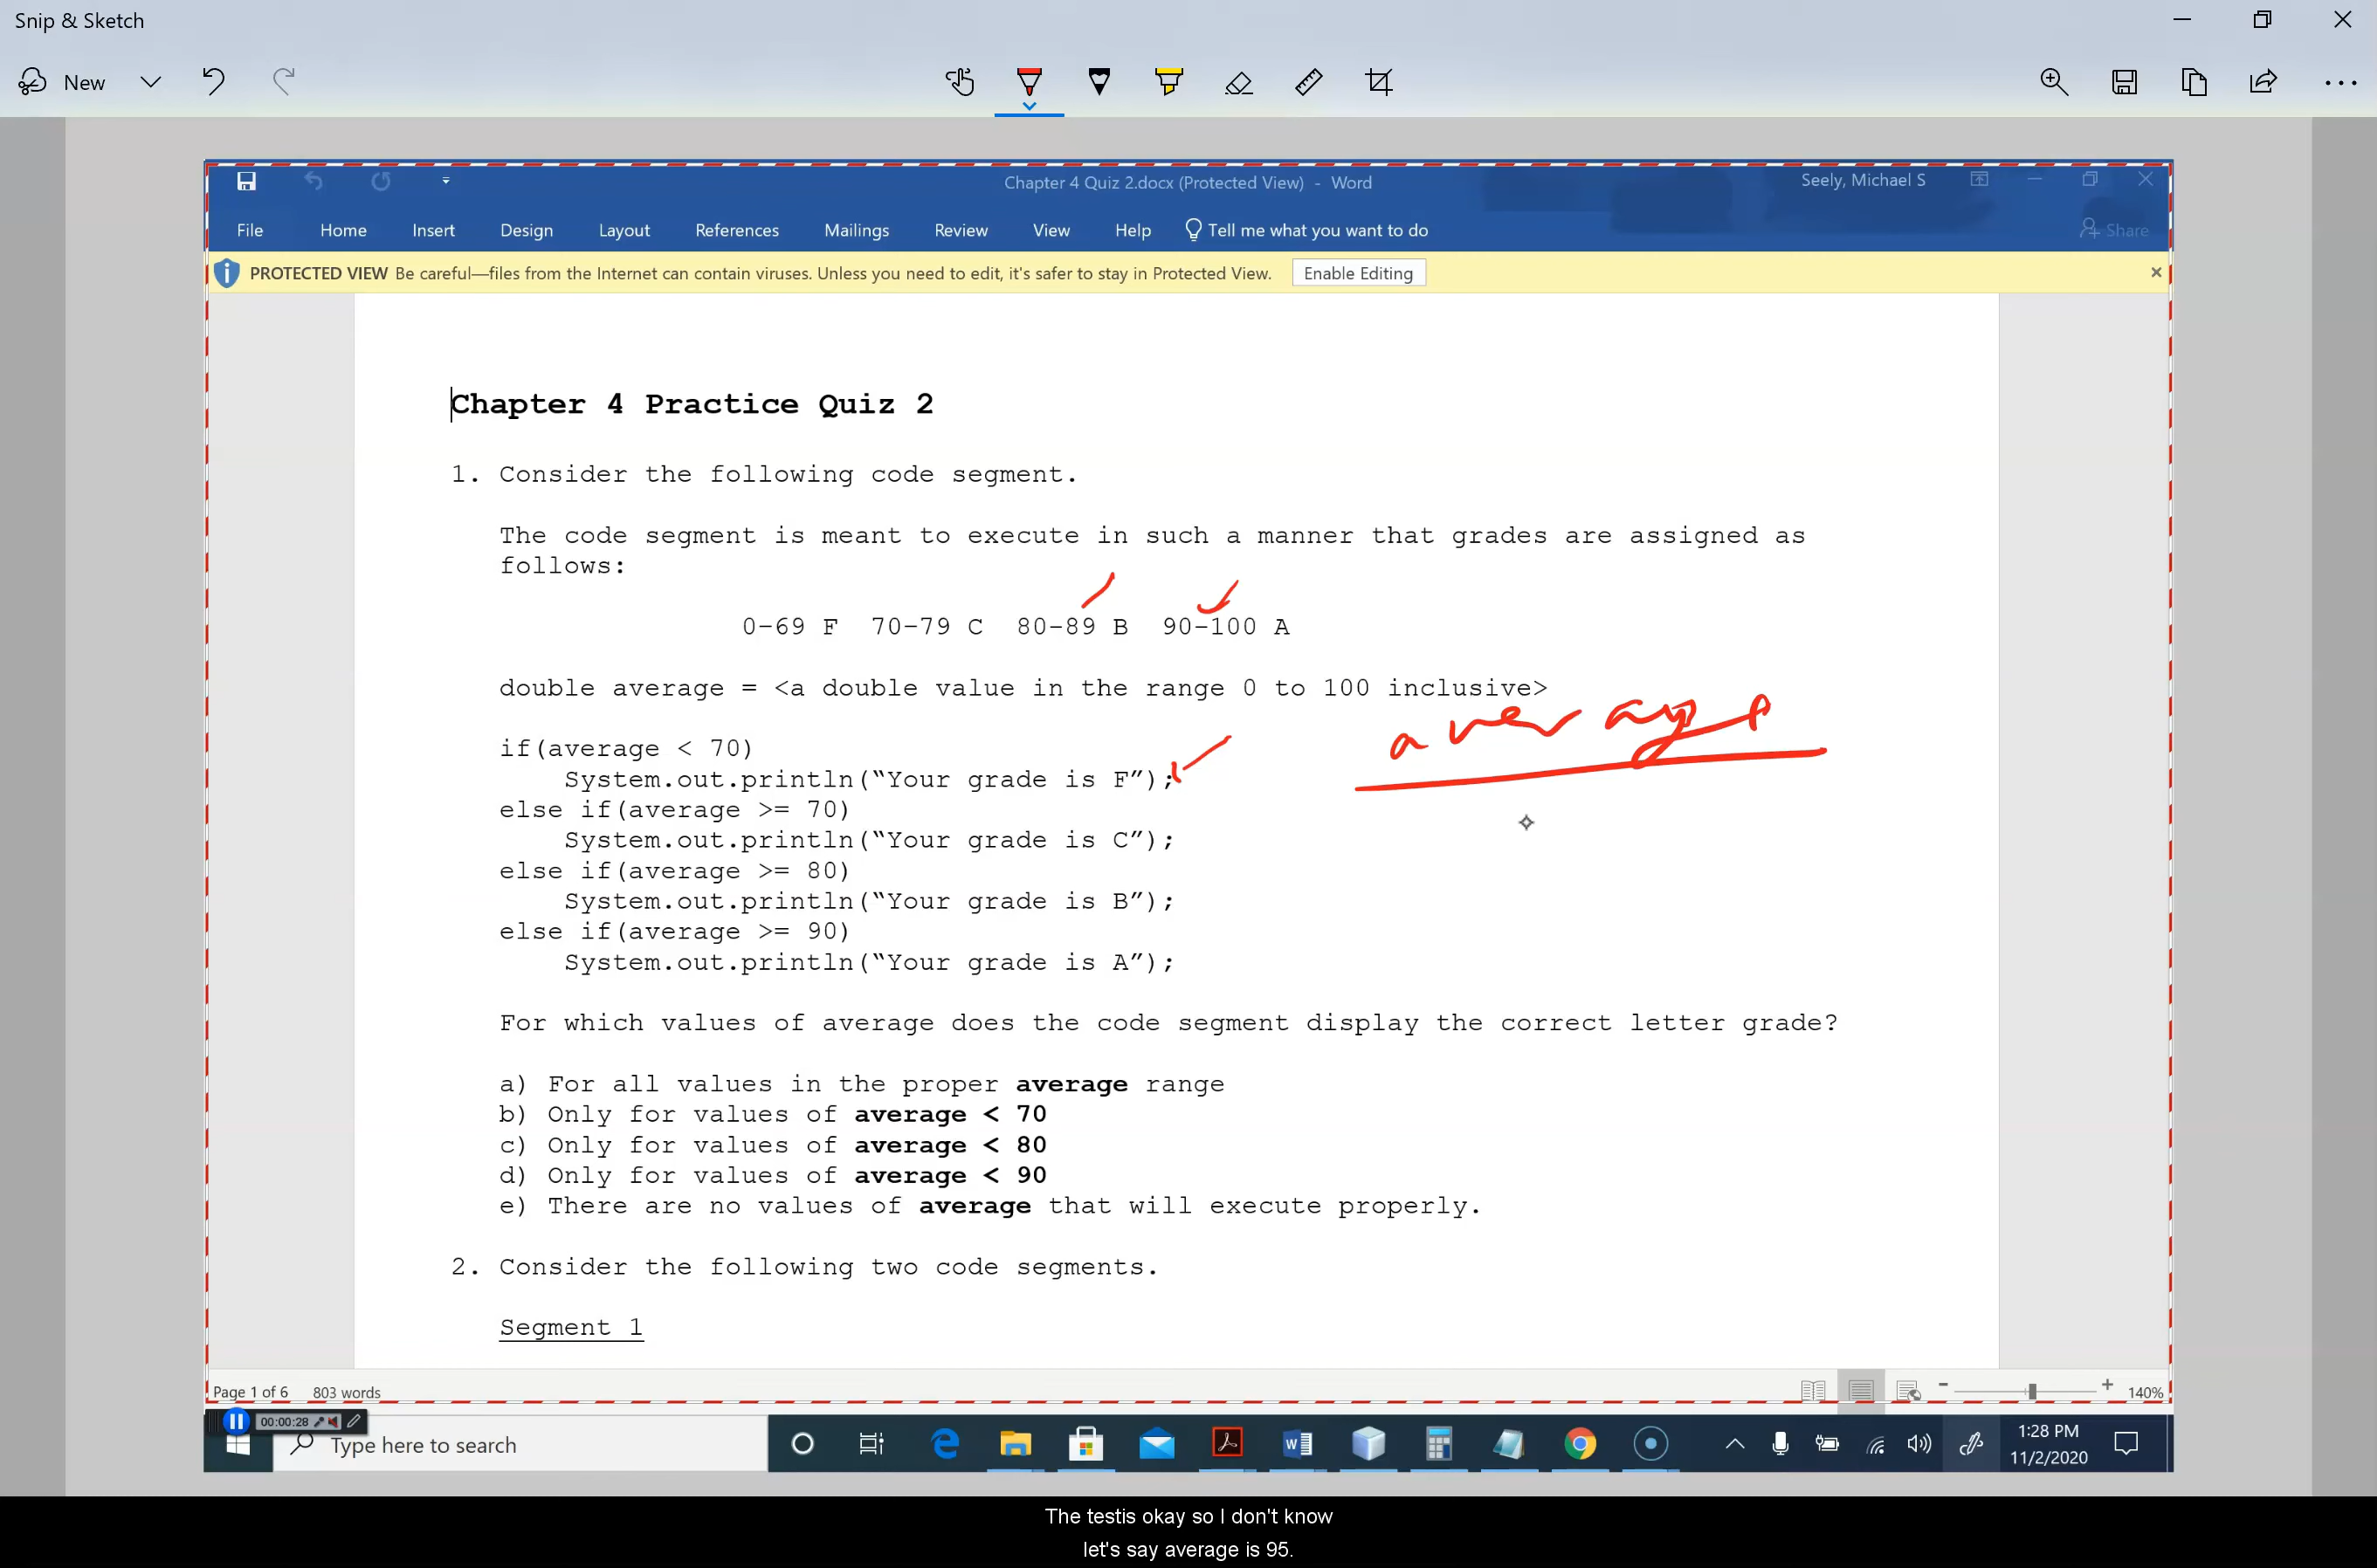 Snip & Sketch
New
Chapter 4 Quiz 2.docx (Protected View) - Word
Seely, Michael S
File Home Insert Design Layout References Mailings Review View Help Tell me what you want to do Share
PROTECTED VIEW Be careful—files from the Internet can contain viruses. Unless you need to edit, it's safer to stay in Protected View. Enable Editing
Chapter 4 Practice Quiz 2
1. Consider the following code segment.
The code segment is meant to execute in such a manner that grades are assigned as
follows:
0-69 F 70-79 C 80-89 B 90-100 A
double average = <a double value in the range 0 to 100 inclusive>
average
if(average < 70)
System.out.println(“Your grade is F”);
else if(average >= 70)
System.out.println(“Your grade is C”);
else if(average >= 80)
System.out.println(“Your grade is B”);
else if(average >= 90)
System.out.println(“Your grade is A”);
For which values of average does the code segment display the correct letter grade?
a) For all values in the proper average range
b) Only for values of average < 70
c) Only for values of average < 80
d) Only for values of average < 90
e) There are no values of average that will execute properly.
2. Consider the following two code segments.
Segment 1
Page 1 of 6 803 words
140%
00:00:28
Type here to search
1:28 PM
11/2/2020
The testis okay so I don't know
let's say average is 95.